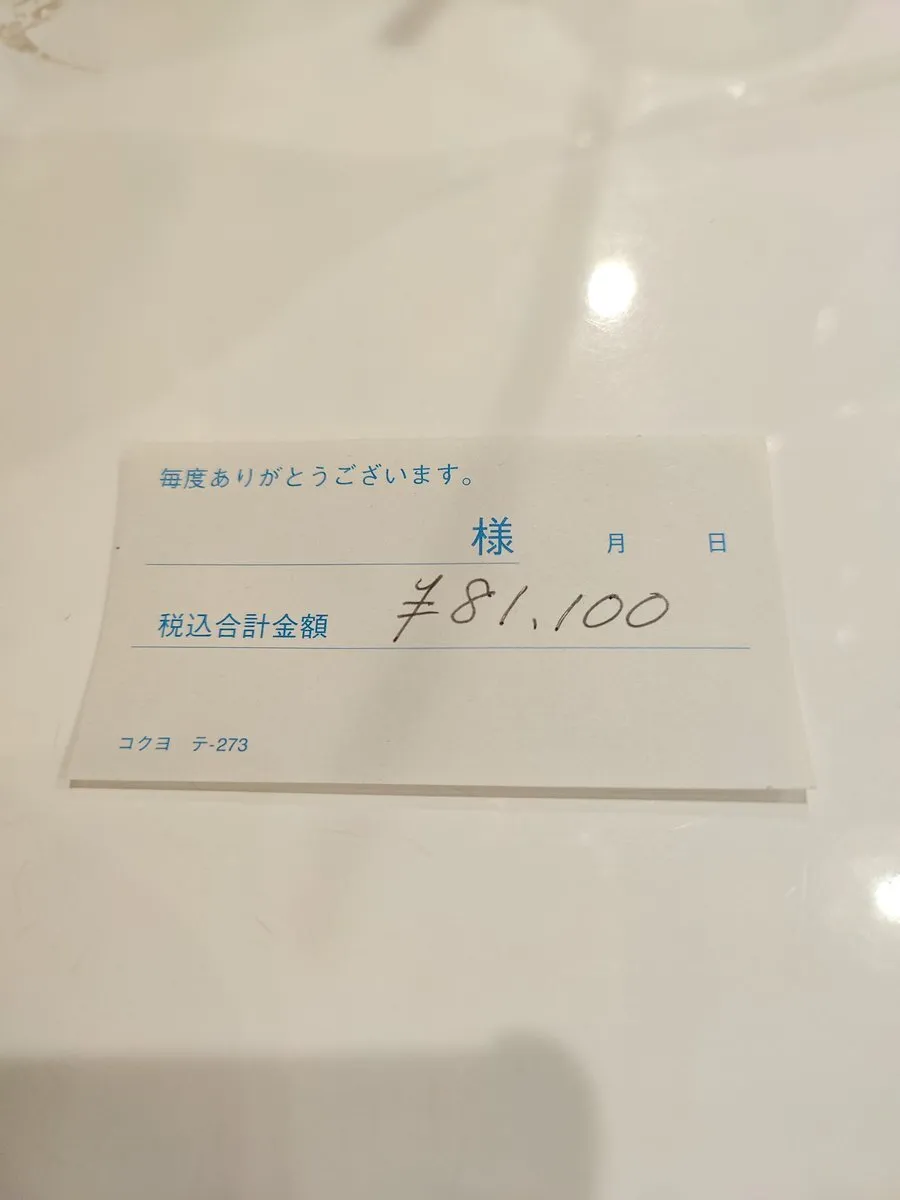 毎度ありがとうございます。
様 月 日
税込合計金額 ¥81,100
コクヨ テ-273